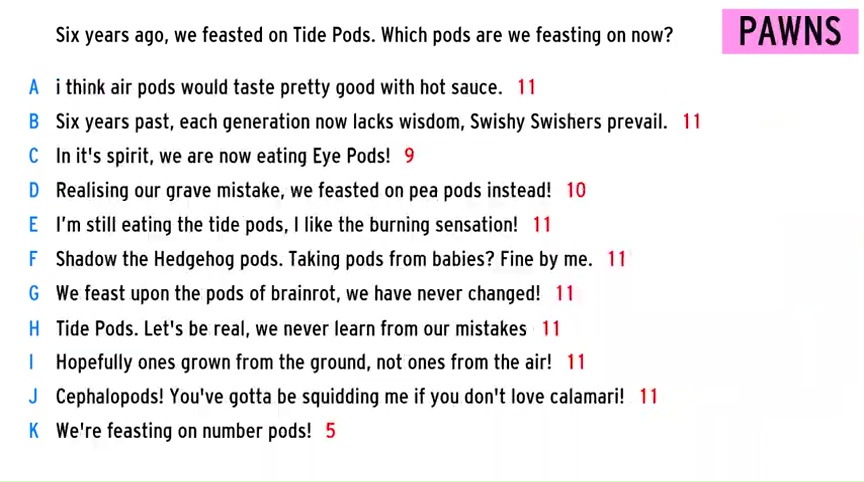 Six years ago, we feasted on Tide Pods. Which pods are we feasting on now?
PAWNS
A i think air pods would taste pretty good with hot sauce. 11
B Six years past, each generation now lacks wisdom, Swishy Swishers prevail. 11
C In it's spirit, we are now eating Eye Pods! 9
D Realising our grave mistake, we feasted on pea pods instead! 10
E I'm still eating the tide pods, I like the burning sensation! 11
F Shadow the Hedgehog pods. Taking pods from babies? Fine by me. 11
G We feast upon the pods of brainrot, we have never changed! 11
H Tide Pods. Let's be real, we never learn from our mistakes 11
I Hopefully ones grown from the ground, not ones from the air! 11
J Cephalopods! You've gotta be squidding me if you don't love calamari! 11
K We're feasting on number pods! 5